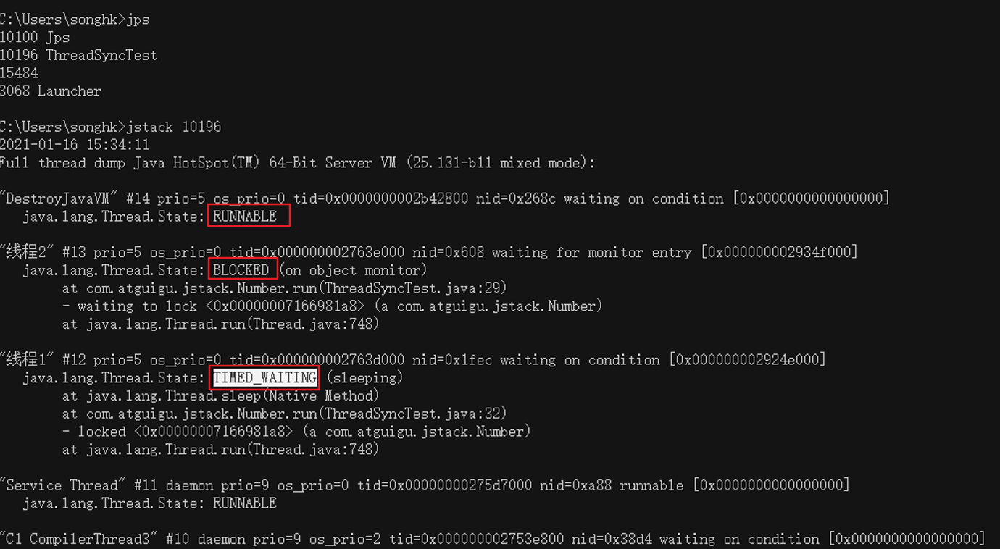 C:\Users\songhk>jps
10100 Jps
10196 ThreadSyncTest
15484
3068 Launcher
C:\Users\songhk>jstack 10196
2021-01-16 15:34:11
Full thread dump Java HotSpot(TM) 64-Bit Server VM (25.131-b11 mixed mode):
"DestroyJavaVM" #14 prio=5 os_prio=0 tid=0x0000000002b42800 nid=0x268c waiting on condition [0x0000000000000000]
java.lang.Thread.State: RUNNABLE
"线程2" #13 prio=5 os_prio=0 tid=0x000000002763e000 nid=0x608 waiting for monitor entry [0x000000002934f000]
java.lang.Thread.State: BLOCKED (on object monitor)
at com.atguigu.jstack.Number.run(ThreadSyncTest.java:29)
- waiting to lock <0x00000007166981a8> (a com.atguigu.jstack.Number)
at java.lang.Thread.run(Thread.java:748)
"线程1" #12 prio=5 os_prio=0 tid=0x000000002763d000 nid=0x1fec waiting on condition [0x000000002924e000]
java.lang.Thread.State: TIMED_WAITING (sleeping)
at java.lang.Thread.sleep(Native Method)
at com.atguigu.jstack.Number.run(ThreadSyncTest.java:32)
- locked <0x00000007166981a8> (a com.atguigu.jstack.Number)
at java.lang.Thread.run(Thread.java:748)
"Service Thread" #11 daemon prio=9 os_prio=0 tid=0x00000000275d7000 nid=0xa88 runnable [0x0000000000000000]
java.lang.Thread.State: RUNNABLE
"C1 CompilerThread3" #10 daemon prio=9 os_prio=2 tid=0x000000002753e800 nid=0x38d4 waiting on condition [0x0000000000000000]